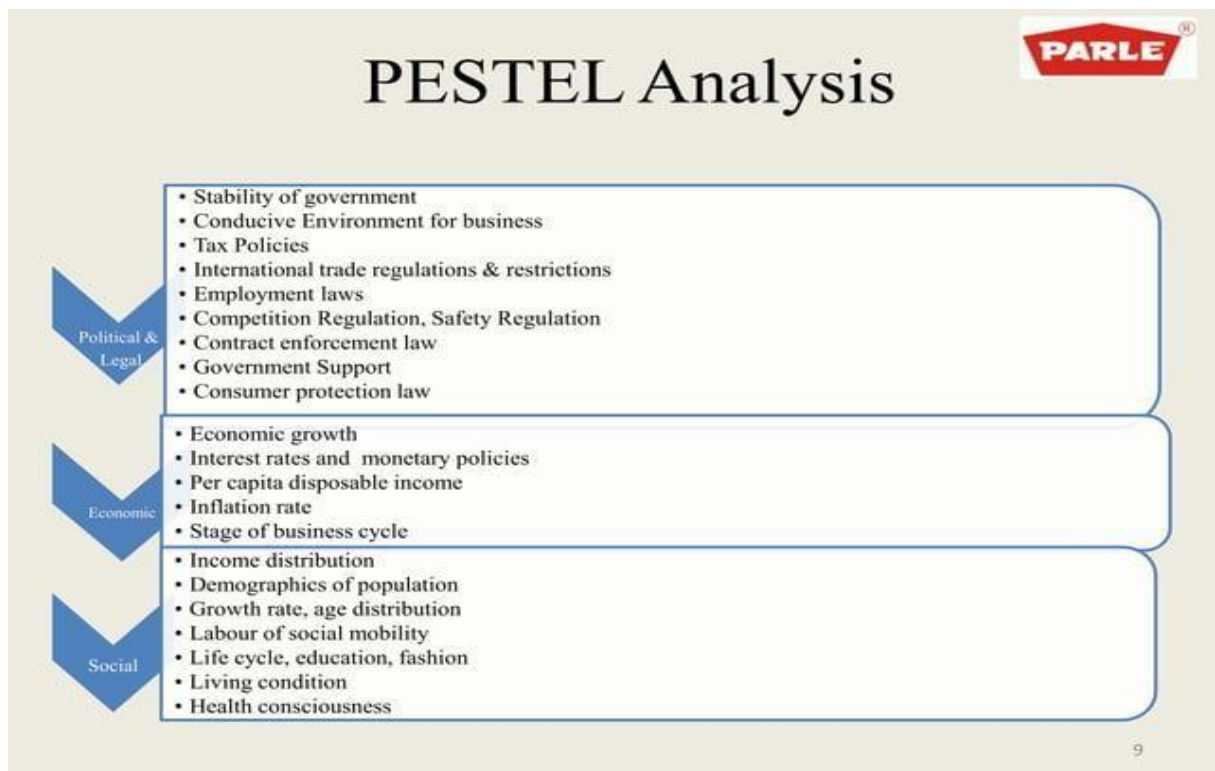 PARLE ®
PESTEL Analysis
• Stability of government
• Conducive Environment for business
• Tax Policies
• International trade regulations & restrictions
• Employment laws
• Competition Regulation, Safety Regulation
• Contract enforcement law
• Government Support
• Consumer protection law
Political &
Legal
• Economic growth
• Interest rates and  monetary policies
• Per capita disposable income
• Inflation rate
• Stage of business cycle
Economic
• Income distribution
• Demographics of population
• Growth rate, age distribution
• Labour of social mobility
• Life cycle, education, fashion
• Living condition
• Health consciousness
Social
9